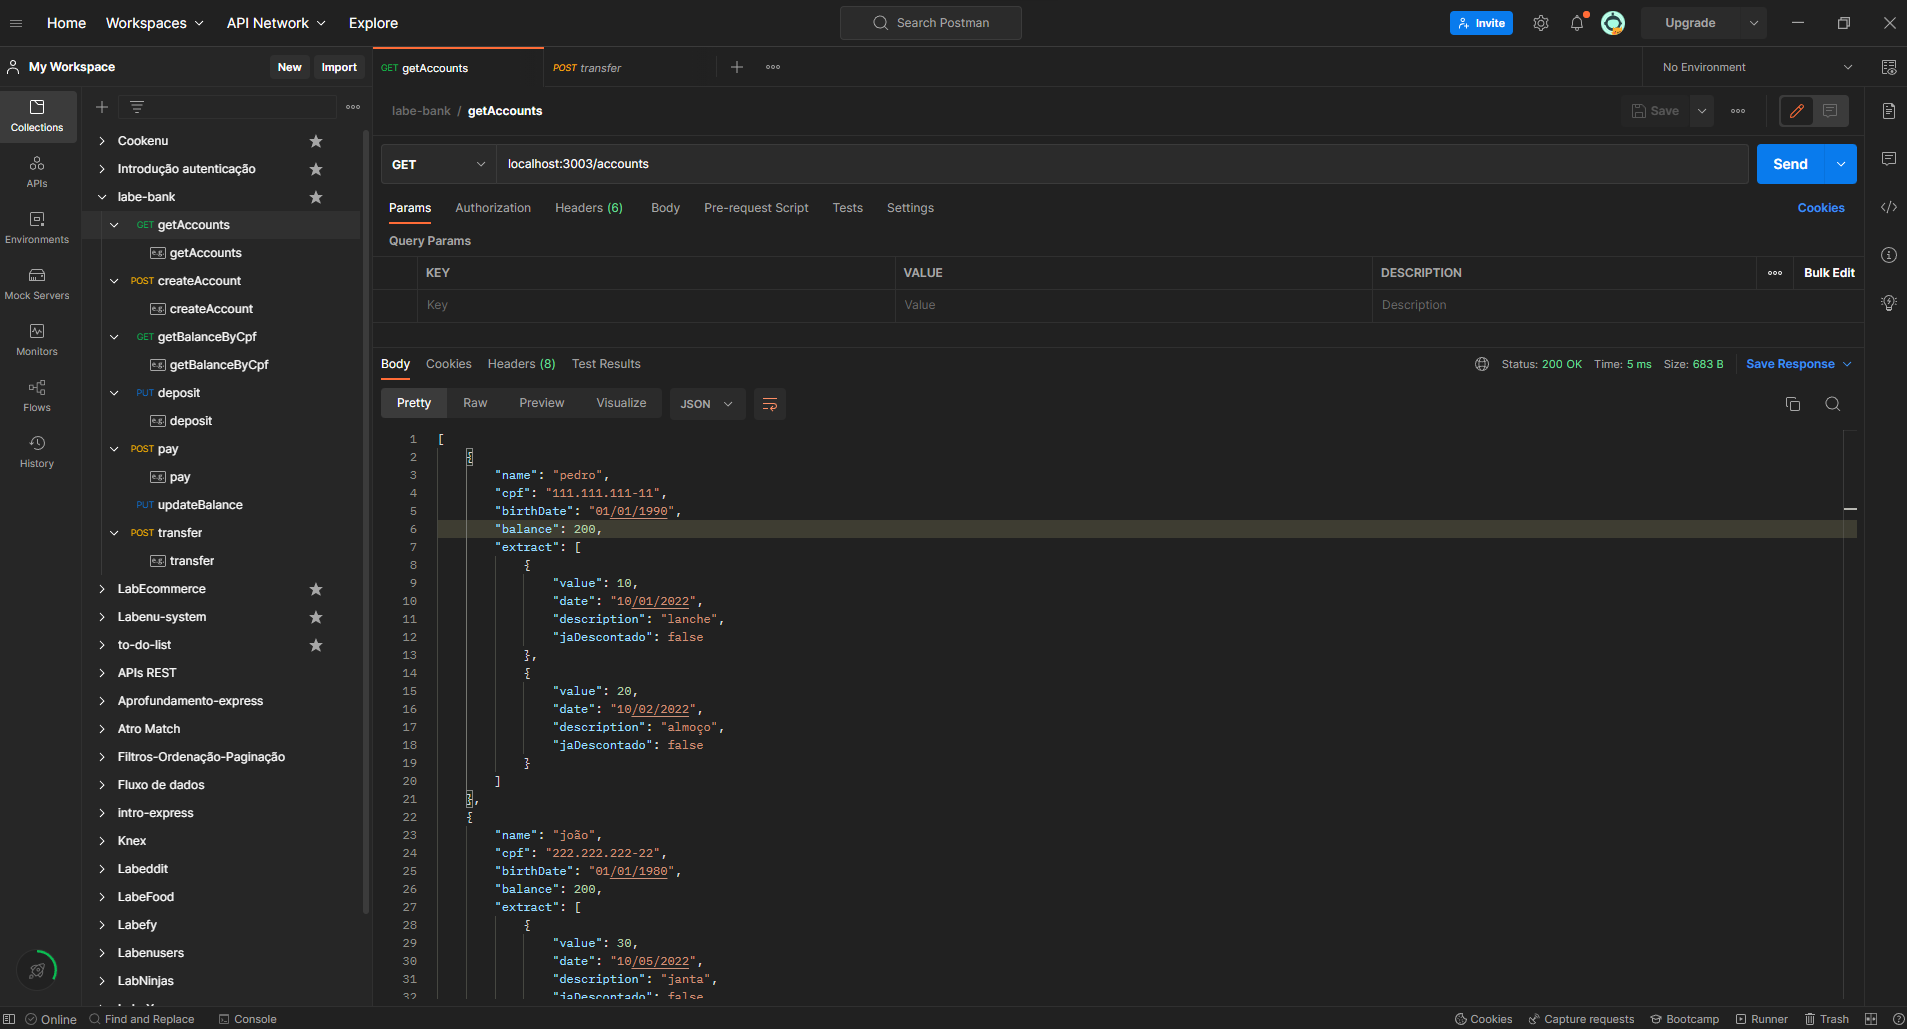 Home Workspaces API Network Explore Search Postman Invite Upgrade
My Workspace New Import GET getAccounts POST transfer No Environment
labe-bank / getAccounts Save
GET localhost:3003/accounts Send
Params Authorization Headers (6) Body Pre-request Script Tests Settings Cookies
Query Params
KEY VALUE DESCRIPTION Bulk Edit
Key Value Description
Body Cookies Headers (8) Test Results Status: 200 OK Time: 5 ms Size: 683 B Save Response
Pretty Raw Preview Visualize JSON
Collections
APIs
Environments
Mock Servers
Monitors
Flows
History
Cookenu
Introdução autenticação
labe-bank
GET getAccounts
e.g. getAccounts
POST createAccount
e.g. createAccount
GET getBalanceByCpf
e.g. getBalanceByCpf
PUT deposit
e.g. deposit
POST pay
e.g. pay
PUT updateBalance
POST transfer
e.g. transfer
LabEcommerce
Labenu-system
to-do-list
APIs REST
Aprofundamento-express
Atro Match
Filtros-Ordenação-Paginação
Fluxo de dados
intro-express
Knex
Labeddit
LabeFood
Labefy
Labenusers
LabNinjas
1 [
2 {
3 "name": "pedro",
4 "cpf": "111.111.111-11",
5 "birthDate": "01/01/1990",
6 "balance": 200,
7 "extract": [
8 {
9 "value": 10,
10 "date": "10/01/2022",
11 "description": "lanche",
12 "jaDescontado": false
13 },
14 {
15 "value": 20,
16 "date": "10/02/2022",
17 "description": "almoço",
18 "jaDescontado": false
19 }
20 ]
21 },
22 {
23 "name": "joão",
24 "cpf": "222.222.222-22",
25 "birthDate": "01/01/1980",
26 "balance": 200,
27 "extract": [
28 {
29 "value": 30,
30 "date": "10/05/2022",
31 "description": "janta",
32 "jaDescontado": false
Online Find and Replace Console Cookies Capture requests Bootcamp Runner Trash